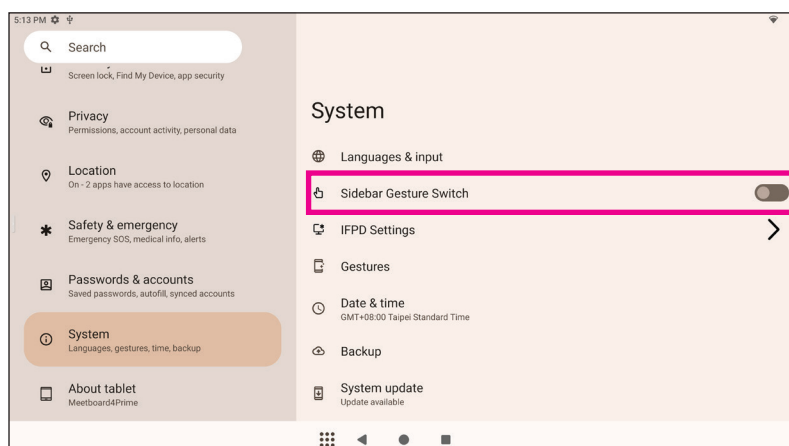 5:13 PM
Search
Screen lock, Find My Device, app security
Privacy
Permissions, account activity, personal data
Location
On - 2 apps have access to location
Safety & emergency
Emergency SOS, medical info, alerts
Passwords & accounts
Saved passwords, autofill, synced accounts
System
Languages, gestures, time, backup
About tablet
Meetboard4Prime
System
Languages & input
Sidebar Gesture Switch
IFPD Settings
Gestures
Date & time
GMT+08:00 Taipei Standard Time
Backup
System update
Update available